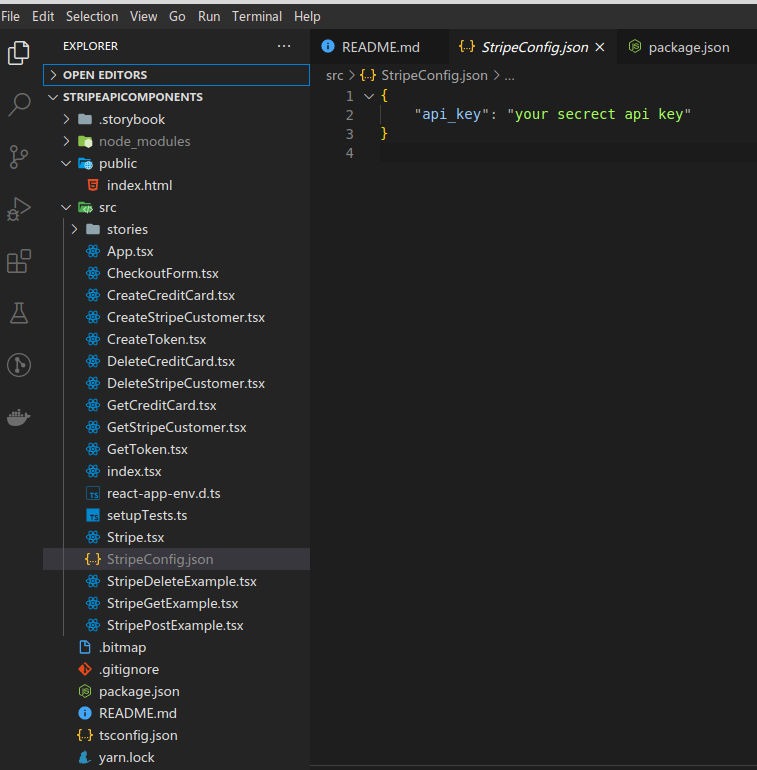 File Edit Selection View Go Run Terminal Help
EXPLORER ...
OPEN EDITORS
STRIPEAPICOMPONENTS
.storybook
node_modules
public
index.html
src
stories
App.tsx
CheckoutForm.tsx
CreateCreditCard.tsx
CreateStripeCustomer.tsx
CreateToken.tsx
DeleteCreditCard.tsx
DeleteStripeCustomer.tsx
GetCreditCard.tsx
GetStripeCustomer.tsx
GetToken.tsx
index.tsx
TS react-app-env.d.ts
TS setupTests.ts
Stripe.tsx
{..} StripeConfig.json
StripeDeleteExample.tsx
StripeGetExample.tsx
StripePostExample.tsx
.bitmap
.gitignore
JS package.json
i README.md
{..} tsconfig.json
yarn.lock
i README.md {..} StripeConfig.json × JS package.json
src > {..} StripeConfig.json > ...
1 {
2 "api_key": "your secrect api key"
3 }
4